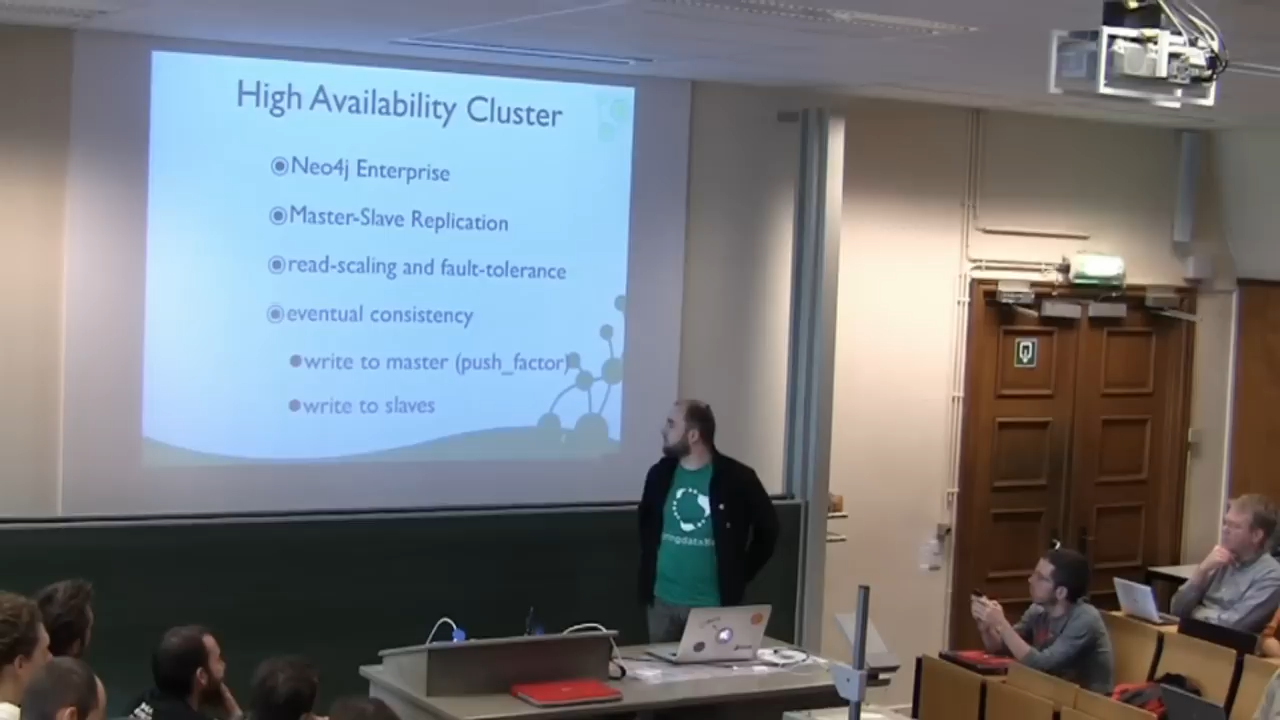 High Availability Cluster
Neo4j Enterprise
Master-Slave Replication
read-scaling and fault-tolerance
eventual consistency
write to master (push_factor)
write to slaves